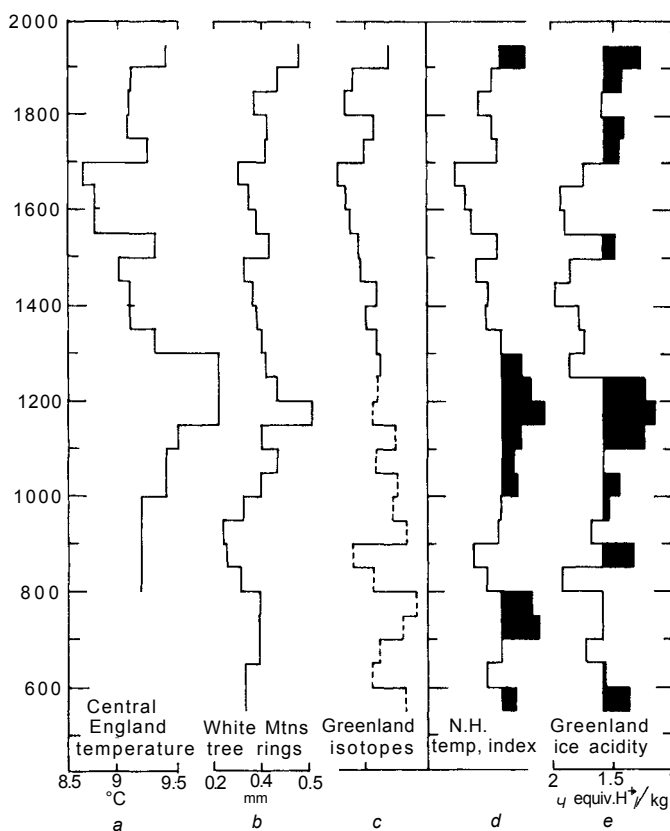 2000
1800
1600
1400
1200
1000
800
600
Central
England
temperature
White Mtns
tree rings
Greenland
isotopes
N.H.
temp, index
Greenland
ice acidity
8.5 9 9.5
°C
0.2 0.4 0.5
mm
2 1.5 1
μ equiv.H⁺/kg
a b c d e